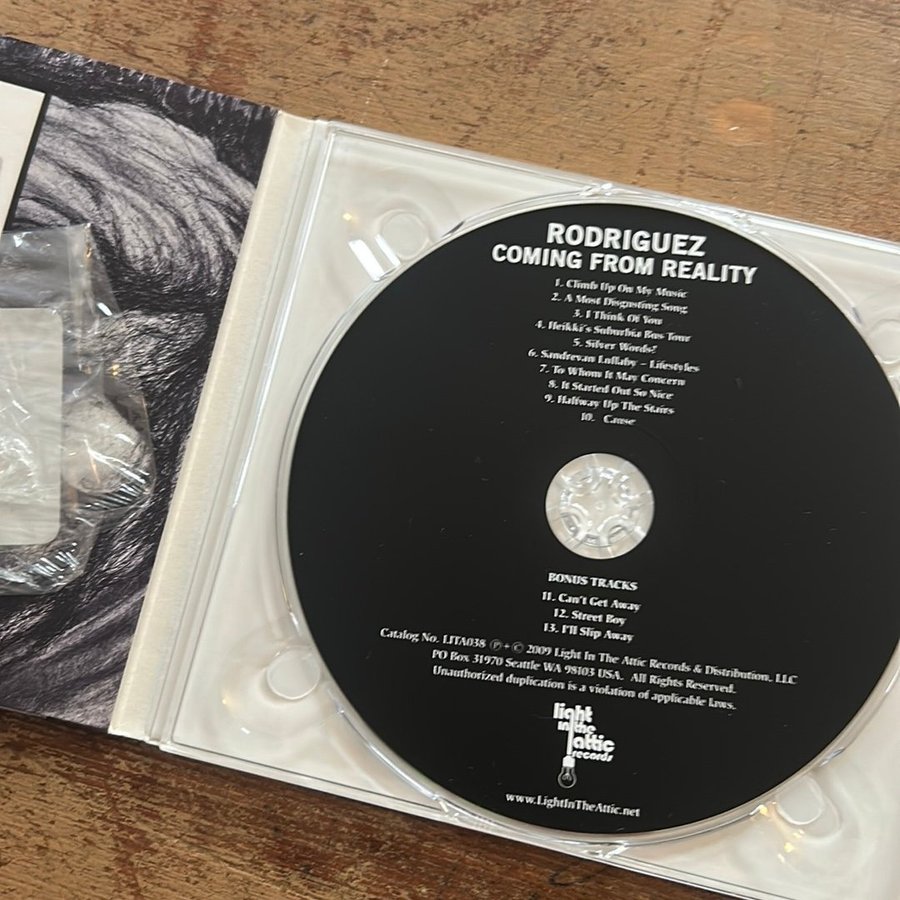 RODRIGUEZ
COMING FROM REALITY
1. Climb Up On My Music
2. A Most Disgusting Song
3. I Think Of You
4. Heikki's Suburbia Bus Tour
5. Silver Words?
6. Sandrevan Lullaby – Lifestyles
7. To Whom It May Concern
8. It Started Out So Nice
9. Halfway Up The Stairs
10. Cause
BONUS TRACKS
11. Can't Get Away
12. Street Boy
13. I'll Slip Away
Catalog No. LITA038 ℗+© 2009 Light In The Attic Records & Distribution, LLC
PO Box 31970 Seattle WA 98103 USA. All Rights Reserved.
Unauthorized duplication is a violation of applicable laws.
light
in the
attic
records
www.LightInTheAttic.net